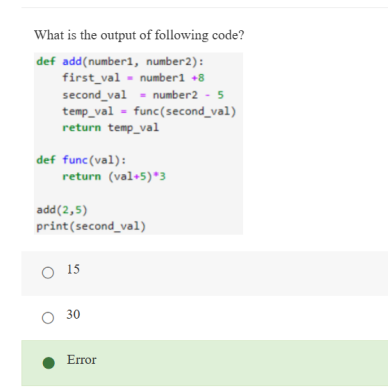 What is the output of following code?
def add(number1, number2):
    first_val = number1 +8
    second_val  = number2 - 5
    temp_val = func(second_val)
    return temp_val

def func(val):
    return (val+5)*3

add(2,5)
print(second_val)
15
30
Error